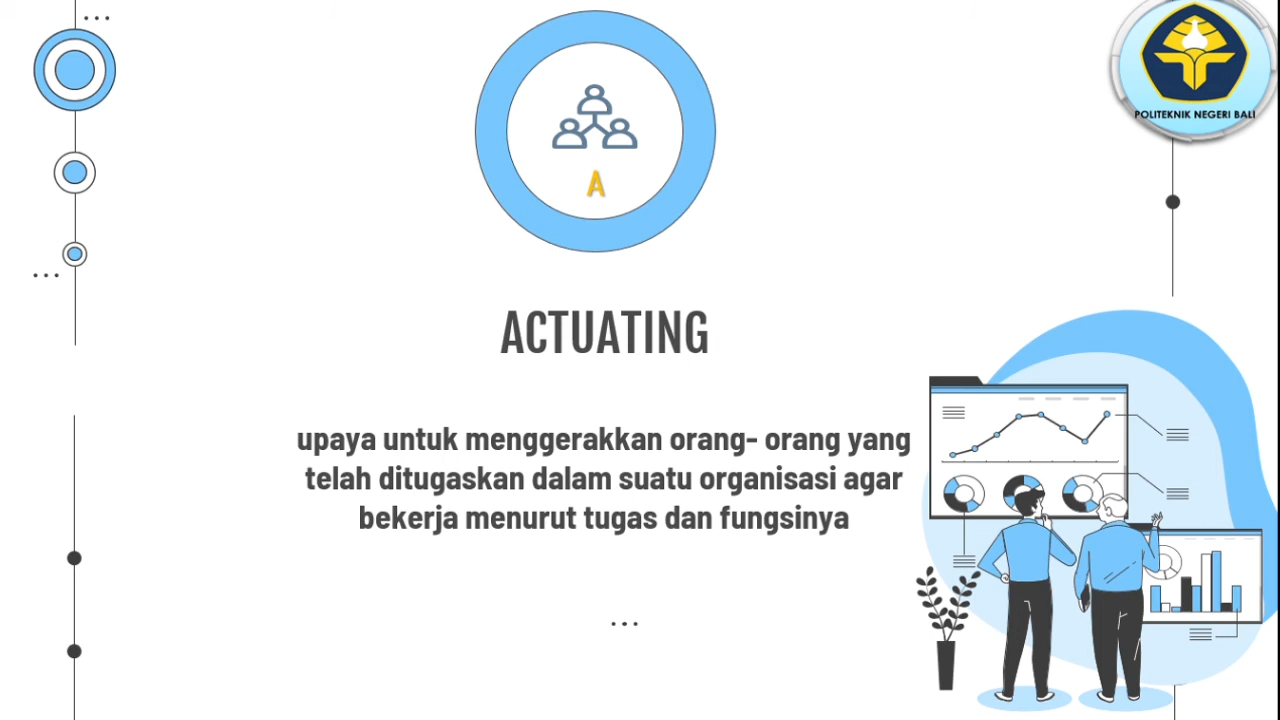 POLITEKNIK NEGERI BALI
A
ACTUATING
upaya untuk menggerakkan orang- orang yang
telah ditugaskan dalam suatu organisasi agar
bekerja menurut tugas dan fungsinya